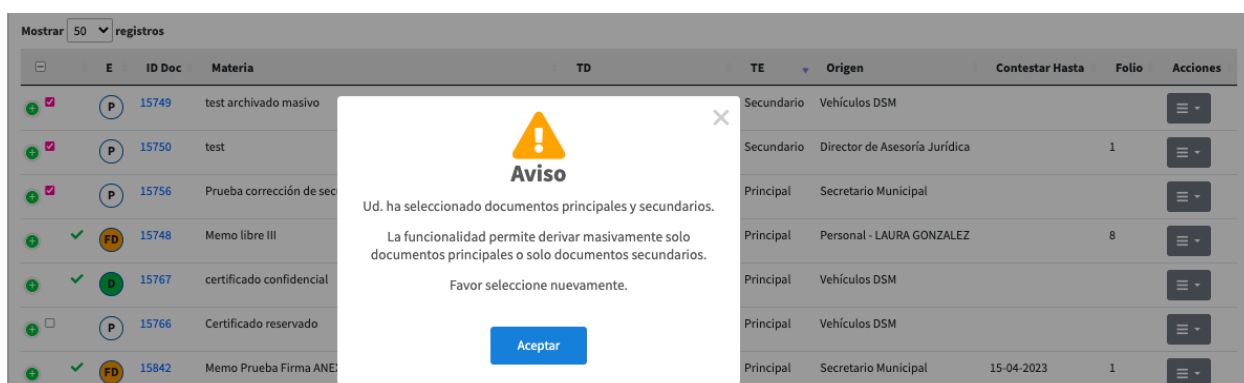 Mostrar 50 registros
E ID Doc Materia TD TE Origen Contestar Hasta Folio Acciones
P 15749 test archivado masivo Secundario Vehículos DSM
P 15750 test Secundario Director de Asesoría Jurídica 1
P 15756 Prueba corrección de Principal Secretario Municipal
FD 15748 Memo libre III Principal Personal - LAURA GONZALEZ 8
D 15767 certificado confidencial Principal Vehículos DSM
P 15766 Certificado reservado Principal Vehículos DSM
FD 15842 Memo Prueba Firma Principal Secretario Municipal 15-04-2023 1
×
Aviso
Ud. ha seleccionado documentos principales y secundarios.
La funcionalidad permite derivar masivamente solo
documentos principales o solo documentos secundarios.
Favor seleccione nuevamente.
Aceptar